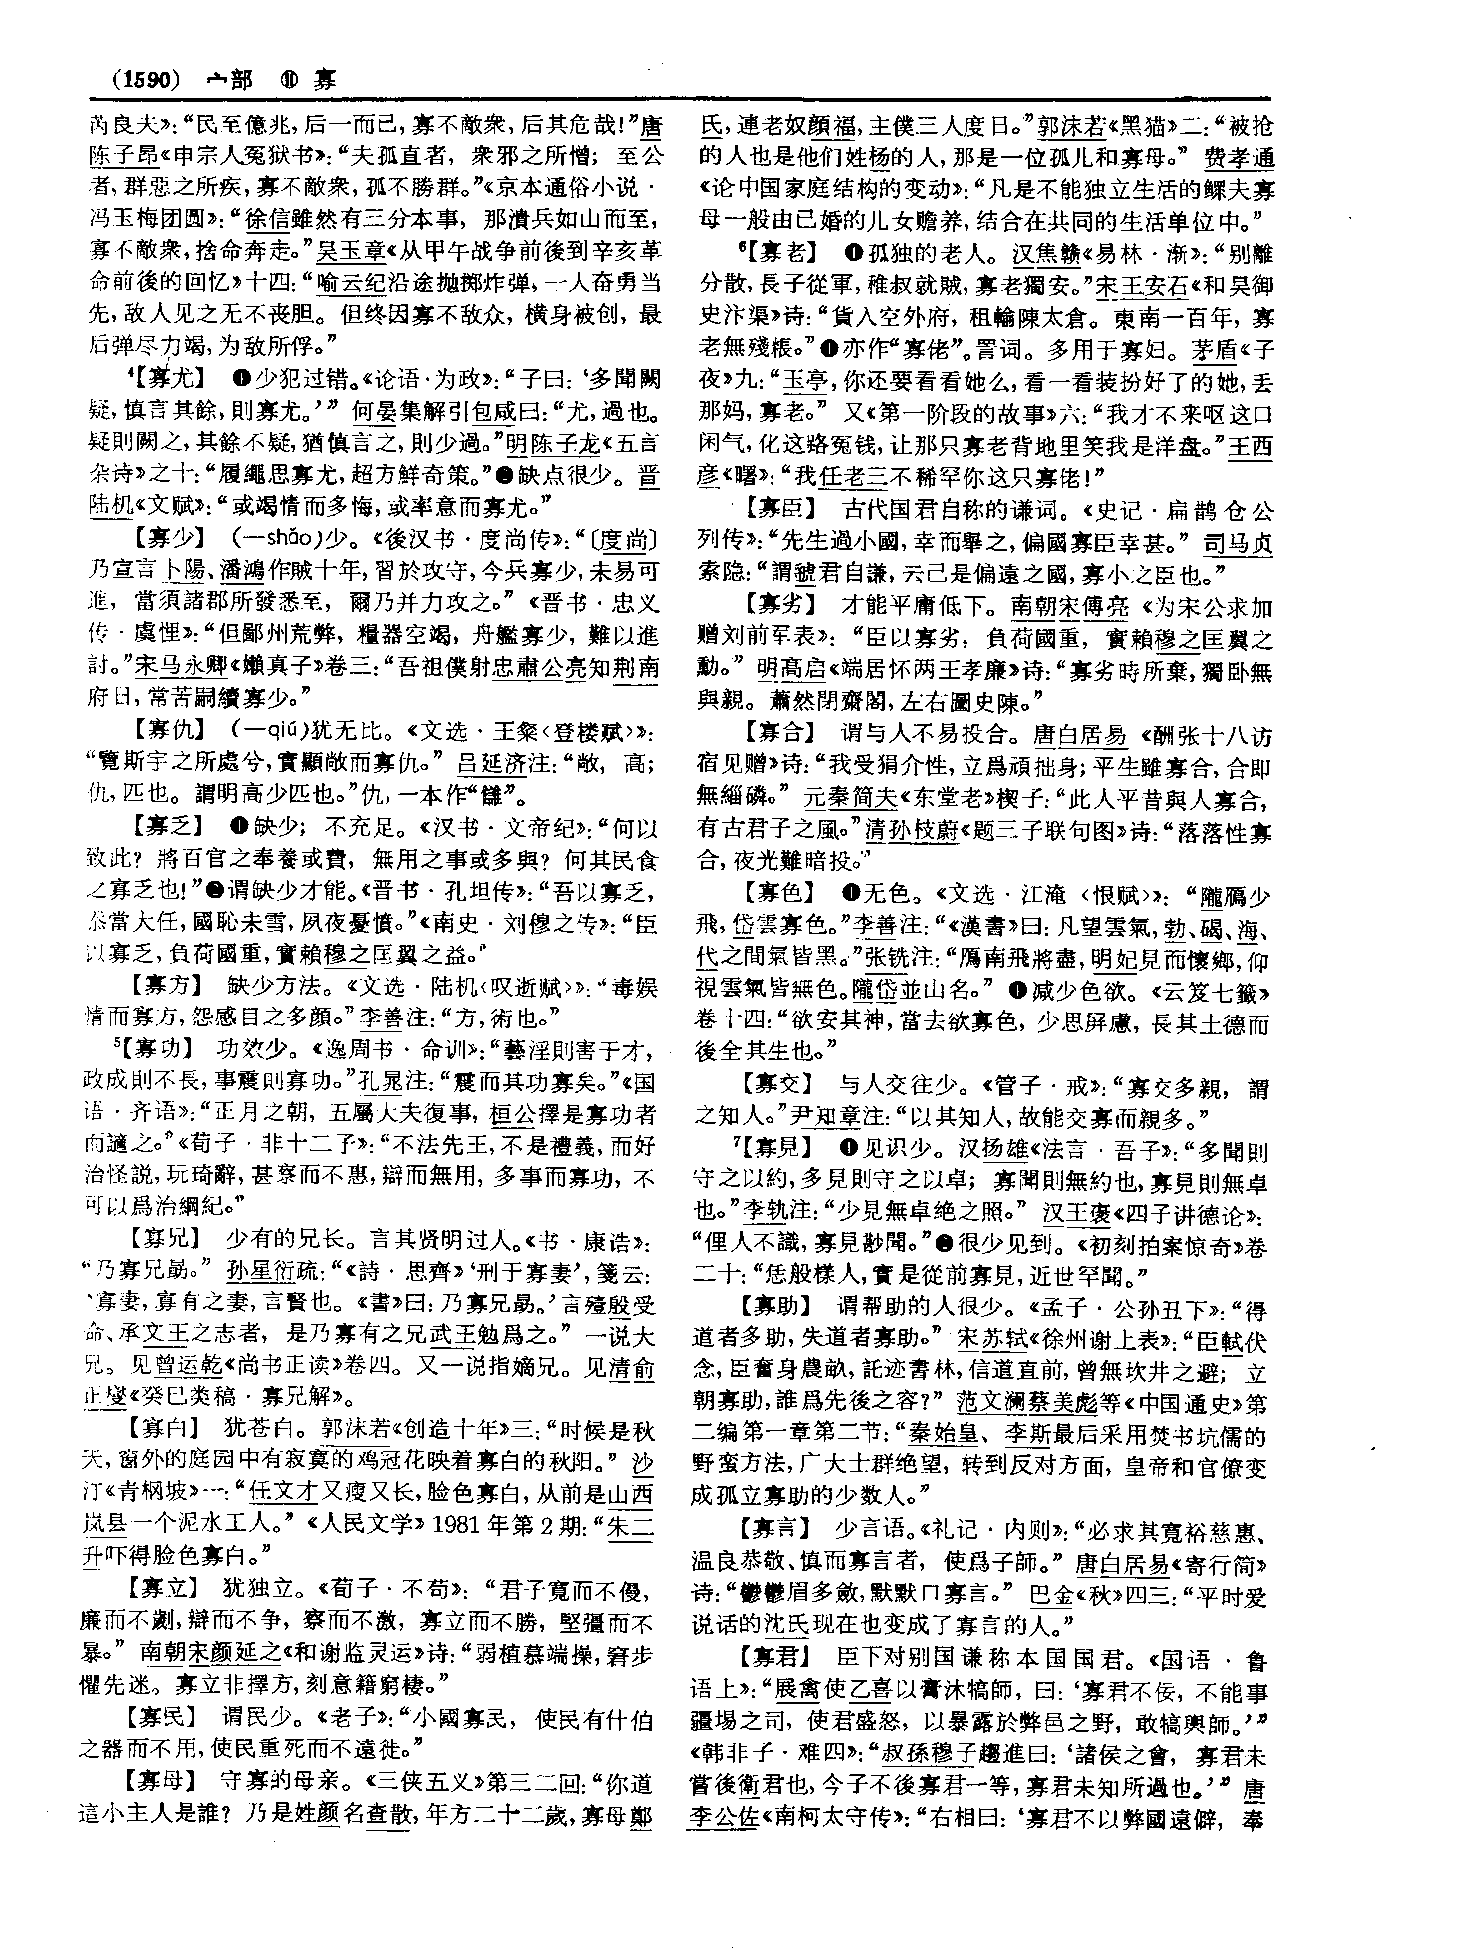 (1590) 宀部 ⑪ 寡
芮良夫》：“民至億兆，后一而已，寡不敵衆，后其危哉！”唐
陈子昂《申宗人冤狱书》：“夫孤直者，衆邪之所憎；至公
者，群惡之所疾，寡不敵衆，孤不勝群。”《京本通俗小说·
冯玉梅团圆》：“徐信雖然有三分本事，那潰兵如山而至，
寡不敵衆，捨命奔走。”吴玉章《从甲午战争前後到辛亥革
命前後的回忆》十四：“喻云纪沿途抛掷炸弹，一人奋勇当
先，敌人见之无不丧胆。但终因寡不敌众，横身被创，最
后弹尽力竭，为敌所俘。”
⁴【寡尤】 ❶少犯过错。《论语·为政》：“子曰：‘多聞闕
疑，慎言其餘，則寡尤。’” 何晏集解引包咸曰：“尤，過也。
疑則闕之，其餘不疑，猶慎言之，則少過。”明陈子龙《五言
杂诗》之十：“履繩思寡尤，超方鮮奇策。”❷缺点很少。晋
陆机《文赋》：“或竭情而多悔，或率意而寡尤。”
【寡少】 （—shǎo）少。《後汉书·度尚传》：“〔度尚〕
乃宣言卜陽、潘鴻作賊十年，習於攻守，今兵寡少，未易可
進，當須諸郡所發悉至，爾乃并力攻之。”《晋书·忠义
传·虞悝》：“但鄙州荒弊，糧器空竭，舟艦寡少，難以進
討。”宋马永卿《嬾真子》卷三：“吾祖僕射忠肅公亮知荆南
府日，常苦嗣續寡少。”
【寡仇】 （—qiú）犹无比。《文选·王粲〈登楼赋〉》：
“覽斯宇之所處兮，實顯敞而寡仇。” 吕延济注：“敞，高；
仇，匹也。謂明高少匹也。”仇，一本作“讎”。
【寡乏】 ❶缺少；不充足。《汉书·文帝纪》：“何以
致此？將百官之奉養或費，無用之事或多與？何其民食
之寡乏也！”❷谓缺少才能。《晋书·孔坦传》：“吾以寡乏，
忝當大任，國恥未雪，夙夜憂憤。”《南史·刘穆之传》：“臣
以寡乏，負荷國重，實賴穆之匡翼之益。”
【寡方】 缺少方法。《文选·陆机〈叹逝赋〉》：“毒娱
情而寡方，怨感目之多顔。”李善注：“方，術也。”
⁵【寡功】 功效少。《逸周书·命训》：“藝淫則害于才，
政成則不長，事震則寡功。”孔晁注：“震而其功寡矣。”《国
语·齐语》：“正月之朝，五屬大夫復事，桓公擇是寡功者
而讁之。”《荀子·非十二子》：“不法先王，不是禮義，而好
治怪説，玩琦辭，甚察而不惠，辯而無用，多事而寡功，不
可以爲治綱紀。”
【寡兄】 少有的兄长。言其贤明过人。《书·康诰》：
“乃寡兄勗。” 孙星衍疏：“《詩·思齊》‘刑于寡妻’，箋云：
‘寡妻，寡有之妻，言賢也。《書》曰：乃寡兄勗。’言殪殷受
命、承文王之志者，是乃寡有之兄武王勉爲之。” 一说大
兄。见曾运乾《尚书正读》卷四。又一说指嫡兄。见清俞
正燮《癸巳类稿·寡兄解》。
【寡白】 犹苍白。郭沫若《创造十年》三：“时候是秋
天，窗外的庭园中有寂寞的鸡冠花映着寡白的秋阳。” 沙
汀《青㭎坡》一：“任文才又瘦又长，脸色寡白，从前是山西
岚县一个泥水工人。”《人民文学》1981年第2期：“朱二
升吓得脸色寡白。”
【寡立】 犹独立。《荀子·不苟》：“君子寬而不僈，
廉而不劌，辯而不争，察而不激，寡立而不勝，堅彊而不
暴。” 南朝宋颜延之《和谢监灵运》诗：“弱植慕端操，窘步
懼先迷。寡立非擇方，刻意籍窮棲。”
【寡民】 谓民少。《老子》：“小國寡民，使民有什伯
之器而不用，使民重死而不遠徙。”
【寡母】 守寡的母亲。《三侠五义》第三二回：“你道
這小主人是誰？乃是姓颜名查散，年方二十二歲，寡母鄭
氏，連老奴顔福，主僕三人度日。”郭沫若《黑猫》二：“被抢
的人也是他们姓杨的人，那是一位孤儿和寡母。” 费孝通
《论中国家庭结构的变动》：“凡是不能独立生活的鳏夫寡
母一般由已婚的儿女赡养，结合在共同的生活单位中。”
⁶【寡老】 ❶孤独的老人。汉焦赣《易林·渐》：“别離
分散，長子從軍，稚叔就賊，寡老獨安。”宋王安石《和吴御
史汴渠》诗：“貨入空外府，租輸陳太倉。東南一百年，寡
老無殘粻。”❶亦作“寡佬”。詈词。多用于寡妇。茅盾《子
夜》九：“玉亭，你还要看看她么，看一看装扮好了的她，丢
那妈，寡老。” 又《第一阶段的故事》六：“我才不来呕这口
闲气，化这路冤钱，让那只寡老背地里笑我是洋盘。”王西
彦《曙》：“我任老三不稀罕你这只寡佬！”
【寡臣】 古代国君自称的谦词。《史记·扁鹊仓公
列传》：“先生過小國，幸而舉之，偏國寡臣幸甚。” 司马贞
索隐：“謂虢君自謙，云己是偏遠之國，寡小之臣也。”
【寡劣】 才能平庸低下。南朝宋傅亮《为宋公求加
赠刘前军表》：“臣以寡劣，負荷國重，實賴穆之匡翼之
勳。” 明高启《端居怀两王孝廉》诗：“寡劣時所棄，獨卧無
與親。蕭然閉齋閣，左右圖史陳。”
【寡合】 谓与人不易投合。唐白居易《酬张十八访
宿见赠》诗：“我受狷介性，立爲頑拙身；平生雖寡合，合即
無緇磷。” 元秦简夫《东堂老》楔子：“此人平昔與人寡合，
有古君子之風。”清孙枝蔚《题三子联句图》诗：“落落性寡
合，夜光難暗投。”
【寡色】 ❶无色。《文选·江淹〈恨赋〉》：“隴鴈少
飛，岱雲寡色。”李善注：“《漢書》曰：凡望雲氣，勃、碣、海、
代之間氣皆黑。”张铣注：“鴈南飛將盡，明妃見而懷鄉，仰
視雲氣皆無色。隴岱並山名。” ❶减少色欲。《云笈七籤》
卷十四：“欲安其神，當去欲寡色，少思屏慮，長其土德而
後全其生也。”
【寡交】 与人交往少。《管子·戒》：“寡交多親，謂
之知人。”尹知章注：“以其知人，故能交寡而親多。”
⁷【寡見】 ❶见识少。汉扬雄《法言·吾子》：“多聞則
守之以約，多見則守之以卓；寡聞則無約也，寡見則無卓
也。”李轨注：“少見無卓绝之照。” 汉王褒《四子讲德论》：
“俚人不識，寡見尠聞。”❷很少见到。《初刻拍案惊奇》卷
二十：“恁般樣人，實是從前寡見，近世罕聞。”
【寡助】 谓帮助的人很少。《孟子·公孙丑下》：“得
道者多助，失道者寡助。” 宋苏轼《徐州谢上表》：“臣軾伏
念，臣奮身農畝，託迹書林，信道直前，曾無坎井之避；立
朝寡助，誰爲先後之容？” 范文澜蔡美彪等《中国通史》第
二编第一章第二节：“秦始皇、李斯最后采用焚书坑儒的
野蛮方法，广大士群绝望，转到反对方面，皇帝和官僚变
成孤立寡助的少数人。”
【寡言】 少言语。《礼记·内则》：“必求其寬裕慈惠、
温良恭敬、慎而寡言者，使爲子師。” 唐白居易《寄行简》
诗：“鬱鬱眉多斂，默默口寡言。” 巴金《秋》四三：“平时爱
说话的沈氏现在也变成了寡言的人。”
【寡君】 臣下对别国谦称本国国君。《国语·鲁
语上》：“展禽使乙喜以膏沐犒師，曰：‘寡君不佞，不能事
疆埸之司，使君盛怒，以暴露於弊邑之野，敢犒輿師。’”
《韩非子·难四》：“叔孫穆子趨進曰：‘諸侯之會，寡君未
嘗後衛君也，今子不後寡君一等，寡君未知所過也。’” 唐
李公佐《南柯太守传》：“右相曰：‘寡君不以弊國遠僻，奉